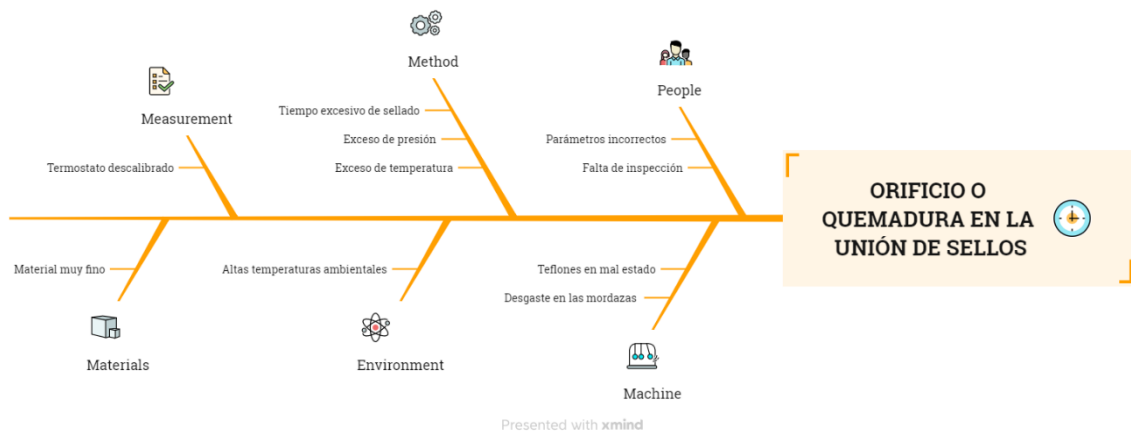 Method
People
Measurement
Tiempo excesivo de sellado
Exceso de presión
Exceso de temperatura
Parámetros incorrectos
Falta de inspección
Termostato descalibrado
ORIFICIO O
QUEMADURA EN LA
UNIÓN DE SELLOS
Material muy fino
Altas temperaturas ambientales
Teflones en mal estado
Desgaste en las mordazas
Materials
Environment
Machine
Presented with xmind